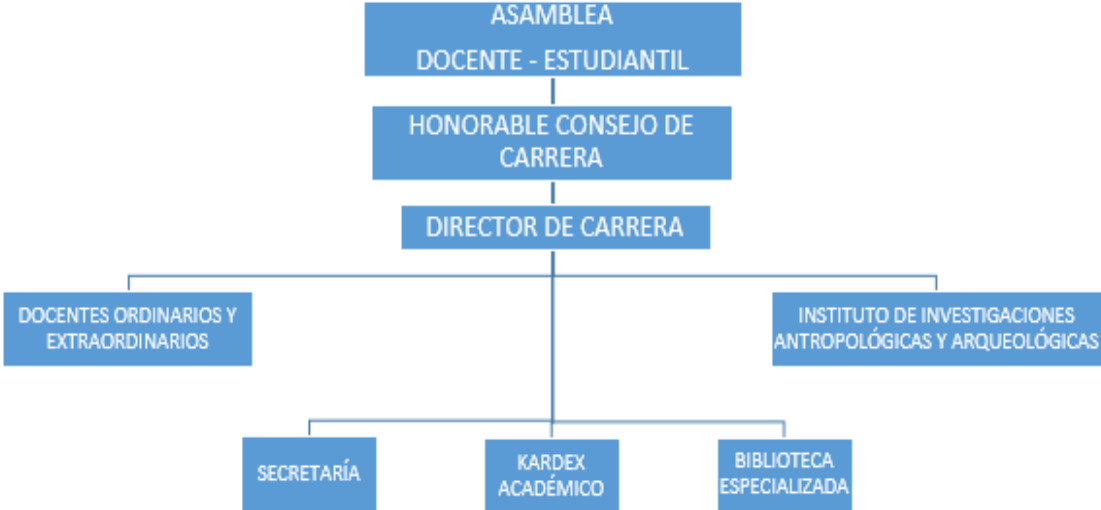 ASAMBLEA
DOCENTE - ESTUDIANTIL
HONORABLE CONSEJO DE
CARRERA
DIRECTOR DE CARRERA
DOCENTES ORDINARIOS Y
EXTRAORDINARIOS
INSTITUTO DE INVESTIGACIONES
ANTROPOLÓGICAS Y ARQUEOLÓGICAS
SECRETARÍA
KARDEX
ACADÉMICO
BIBLIOTECA
ESPECIALIZADA